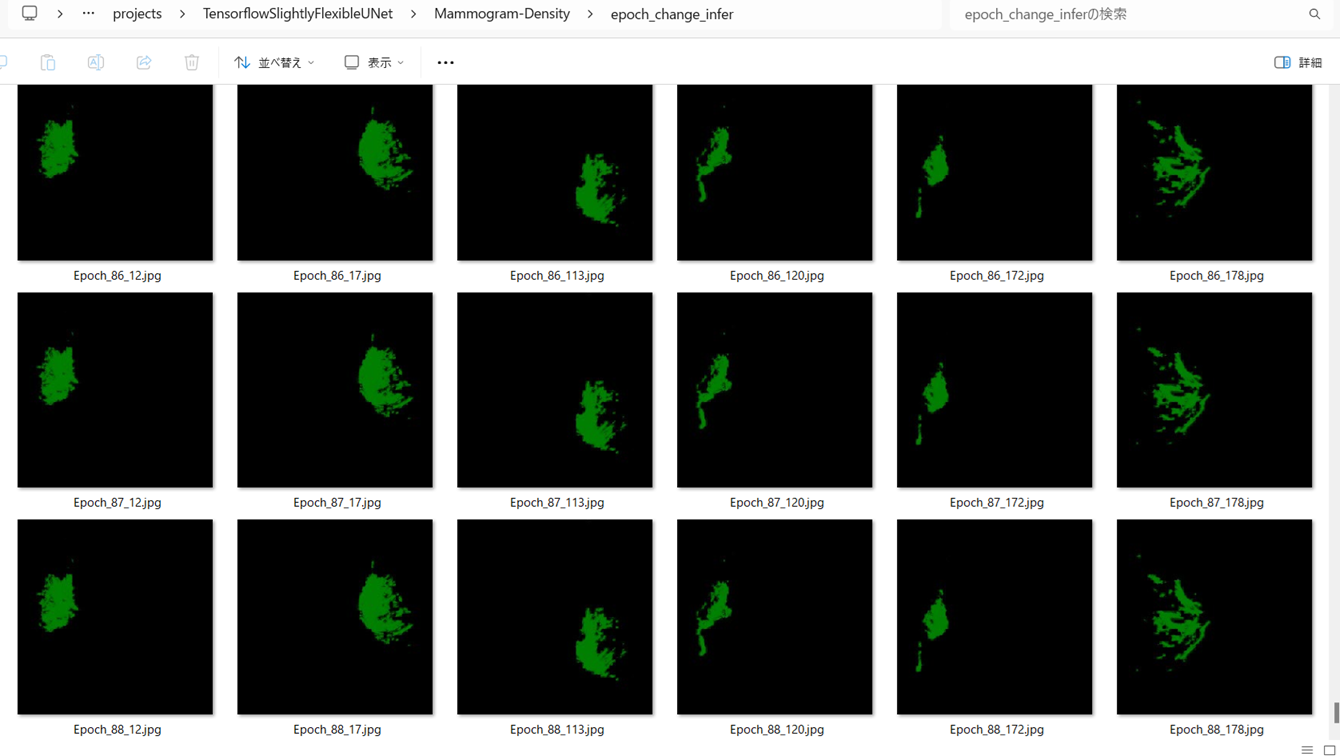 … projects TensorflowSlightlyFlexibleUNet Mammogram-Density epoch_change_infer epoch_change_inferの検索
並べ替え 表示 … 詳細
Epoch_86_12.jpg Epoch_86_17.jpg Epoch_86_113.jpg Epoch_86_120.jpg Epoch_86_172.jpg Epoch_86_178.jpg
Epoch_87_12.jpg Epoch_87_17.jpg Epoch_87_113.jpg Epoch_87_120.jpg Epoch_87_172.jpg Epoch_87_178.jpg
Epoch_88_12.jpg Epoch_88_17.jpg Epoch_88_113.jpg Epoch_88_120.jpg Epoch_88_172.jpg Epoch_88_178.jpg